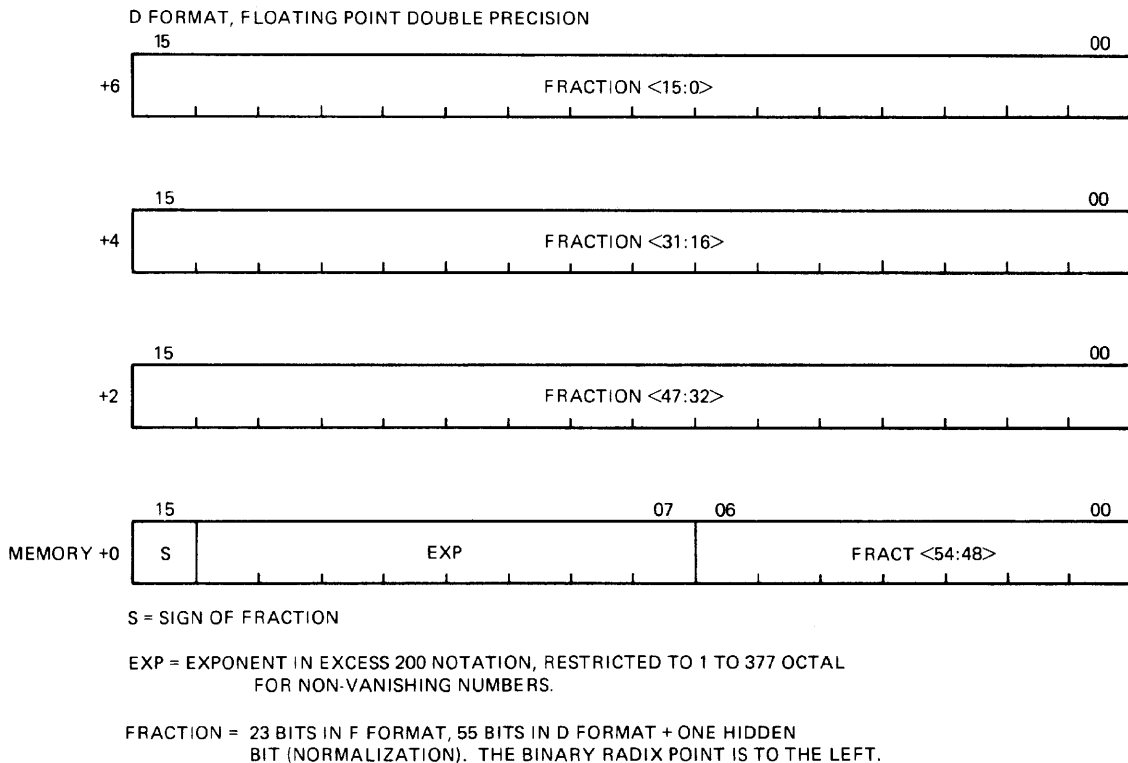 D FORMAT, FLOATING POINT DOUBLE PRECISION
15 00
+6 FRACTION <15:0>
15 00
+4 FRACTION <31:16>
15 00
+2 FRACTION <47:32>
15 07 06 00
MEMORY +0 S EXP FRACT <54:48>
S = SIGN OF FRACTION
EXP = EXPONENT IN EXCESS 200 NOTATION, RESTRICTED TO 1 TO 377 OCTAL
FOR NON-VANISHING NUMBERS.
FRACTION = 23 BITS IN F FORMAT, 55 BITS IN D FORMAT + ONE HIDDEN
BIT (NORMALIZATION). THE BINARY RADIX POINT IS TO THE LEFT.